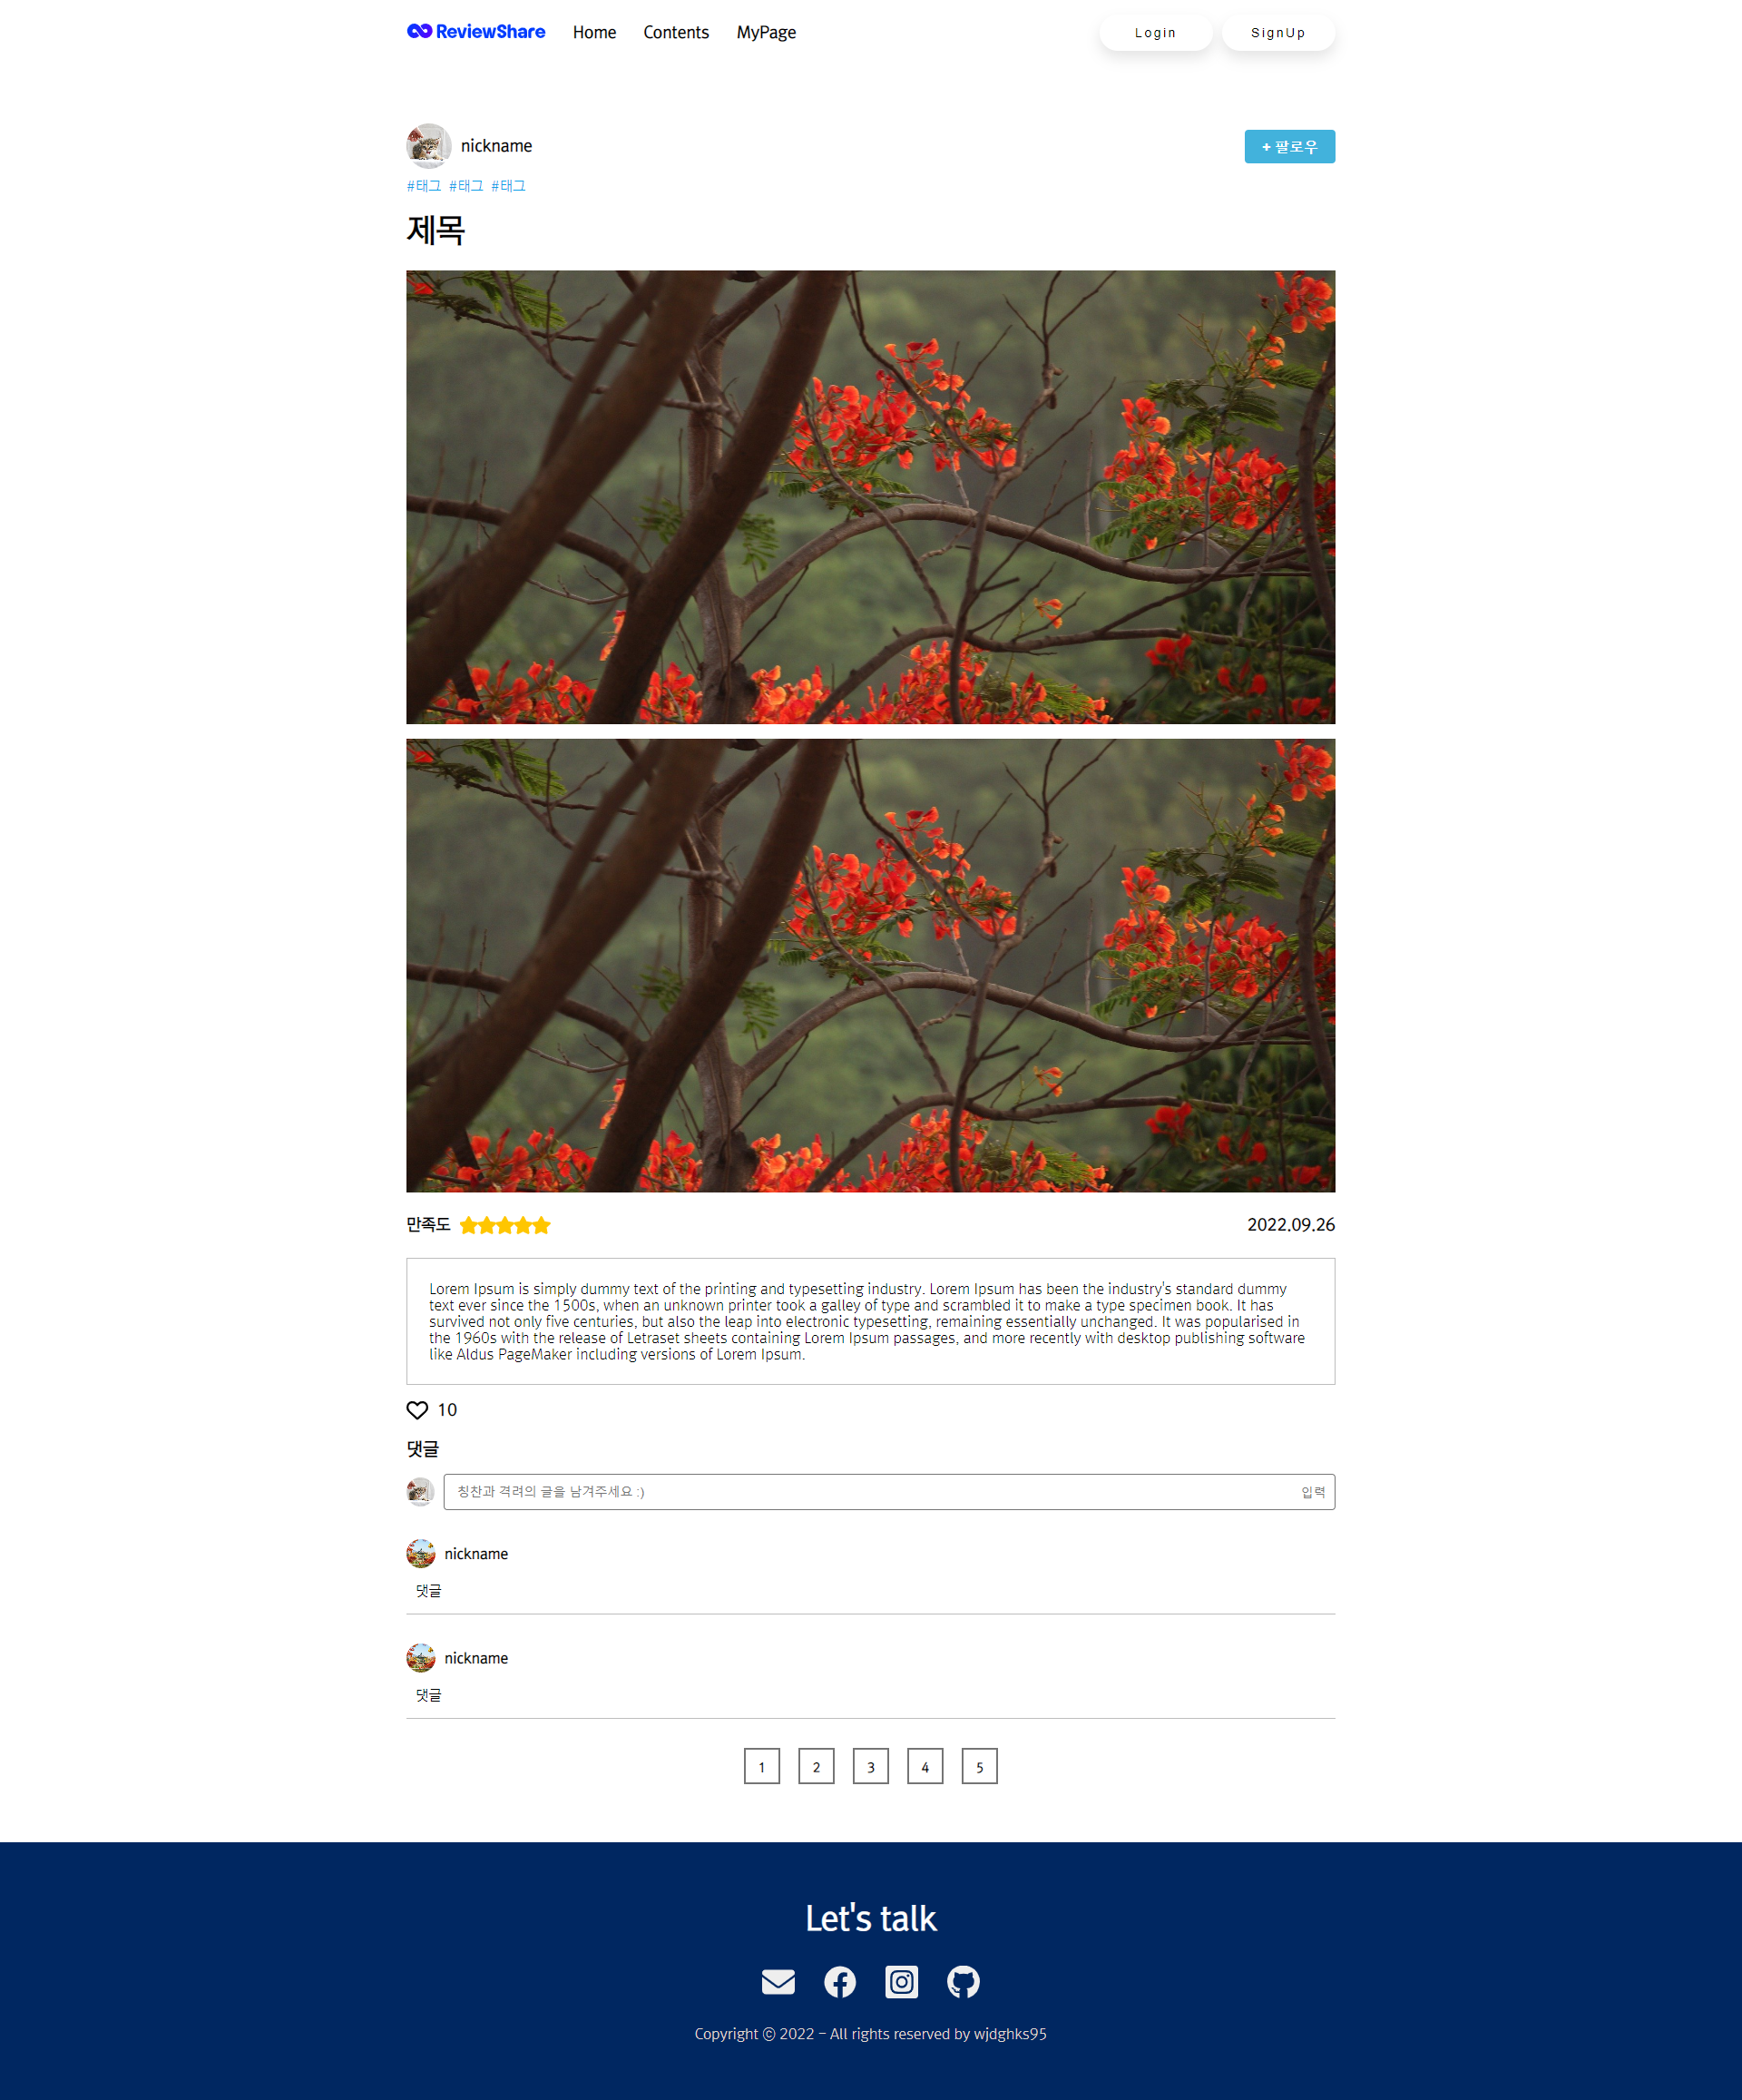 ReviewShare Home Contents MyPage Login SignUp
nickname + 팔로우
#태그 #태그 #태그
제목
만족도 2022.09.26
Lorem Ipsum is simply dummy text of the printing and typesetting industry. Lorem Ipsum has been the industry's standard dummy
text ever since the 1500s, when an unknown printer took a galley of type and scrambled it to make a type specimen book. It has
survived not only five centuries, but also the leap into electronic typesetting, remaining essentially unchanged. It was popularised in
the 1960s with the release of Letraset sheets containing Lorem Ipsum passages, and more recently with desktop publishing software
like Aldus PageMaker including versions of Lorem Ipsum.
10
댓글
칭찬과 격려의 글을 남겨주세요 :) 입력
nickname
댓글
nickname
댓글
1 2 3 4 5
Let's talk
Copyright ⓒ 2022 – All rights reserved by wjdghks95